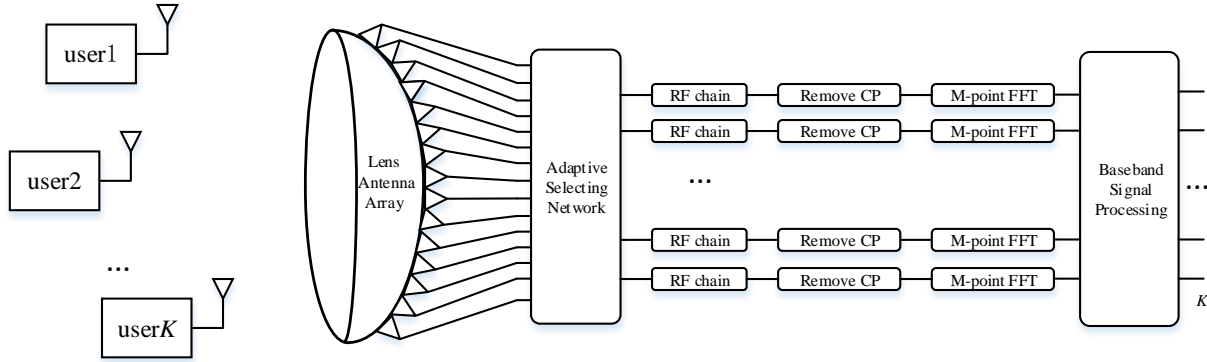 user1
user2
...
userK
Lens
Antenna
Array
Adaptive
Selecting
Network
RF chain
Remove CP
M-point FFT
RF chain
Remove CP
M-point FFT
...
RF chain
Remove CP
M-point FFT
RF chain
Remove CP
M-point FFT
Baseband
Signal
Processing
...
K